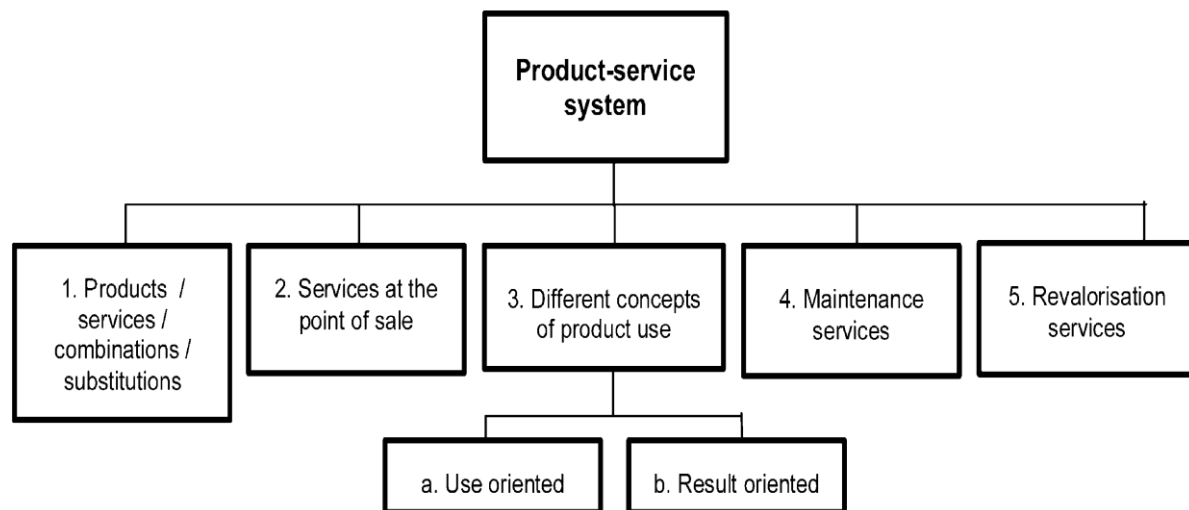 Product-service
system
1. Products /
services /
combinations /
substitutions
2. Services at the
point of sale
3. Different concepts
of product use
4. Maintenance
services
5. Revalorisation
services
a. Use oriented
b. Result oriented